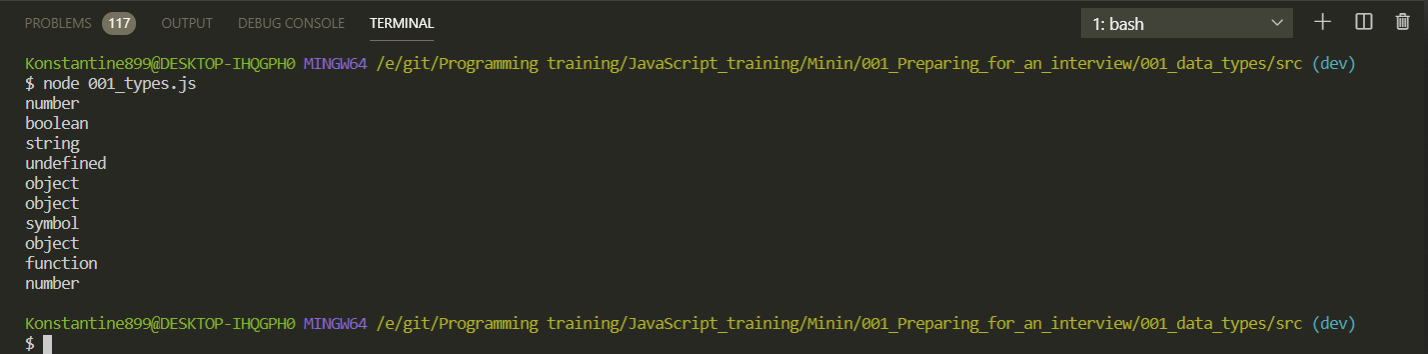 PROBLEMS 117 OUTPUT DEBUG CONSOLE TERMINAL 1: bash
Konstantine899@DESKTOP-IHQGPH0 MINGW64 /e/git/Programming training/JavaScript_training/Minin/001_Preparing_for_an_interview/001_data_types/src (dev)
$ node 001_types.js
number
boolean
string
undefined
object
object
symbol
object
function
number
Konstantine899@DESKTOP-IHQGPH0 MINGW64 /e/git/Programming training/JavaScript_training/Minin/001_Preparing_for_an_interview/001_data_types/src (dev)
$